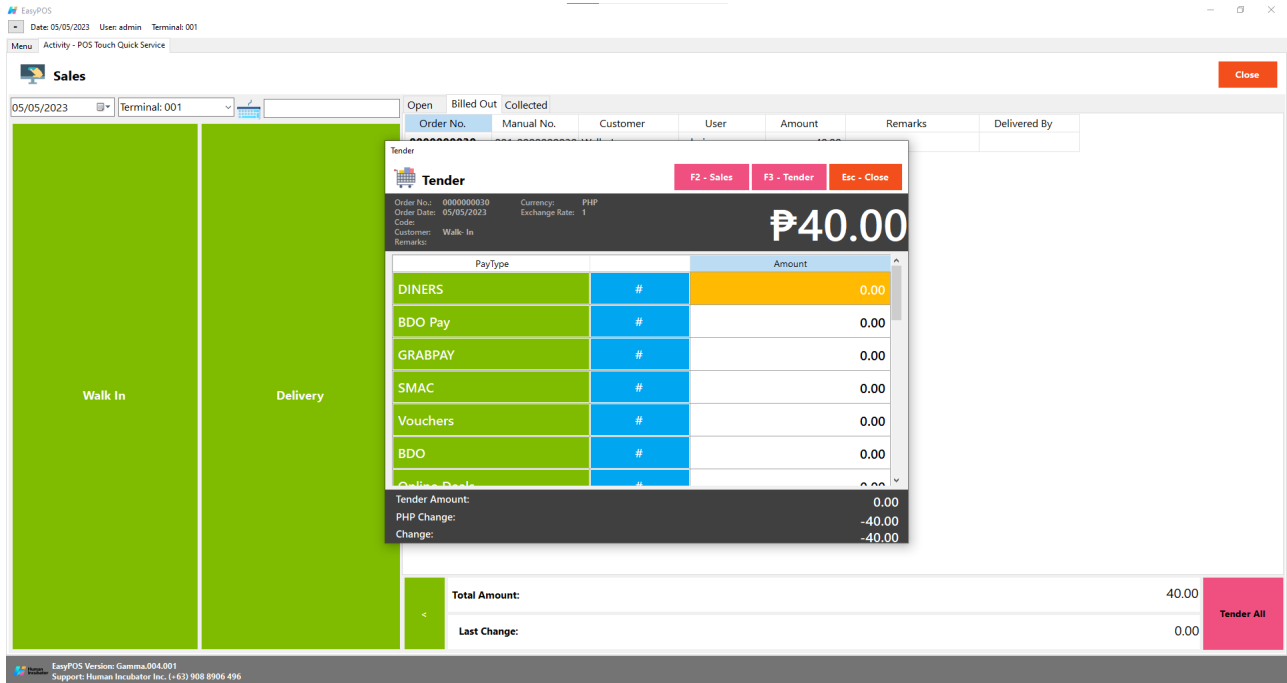 EasyPOS
Date: 05/05/2023 User: admin Terminal: 001
Menu Activity - POS Touch Quick Service
Sales
Close
05/05/2023 Terminal: 001
Open Billed Out Collected
Order No. Manual No. Customer User Amount Remarks Delivered By
Tender
Tender
F2 - Sales F3 - Tender Esc - Close
Order No.: 0000000030 Currency: PHP
Order Date: 05/05/2023 Exchange Rate: 1
Code:
Customer: Walk- In
Remarks:
₱40.00
PayType Amount
DINERS # 0.00
BDO Pay # 0.00
GRABPAY # 0.00
SMAC # 0.00
Vouchers # 0.00
BDO # 0.00
Online Deals # 0.00
Tender Amount: 0.00
PHP Change: -40.00
Change: -40.00
Walk In
Delivery
<
Total Amount: 40.00
Last Change: 0.00
Tender All
Human Incubator
EasyPOS Version: Gamma.004.001
Support: Human Incubator Inc. (+63) 908 8906 496